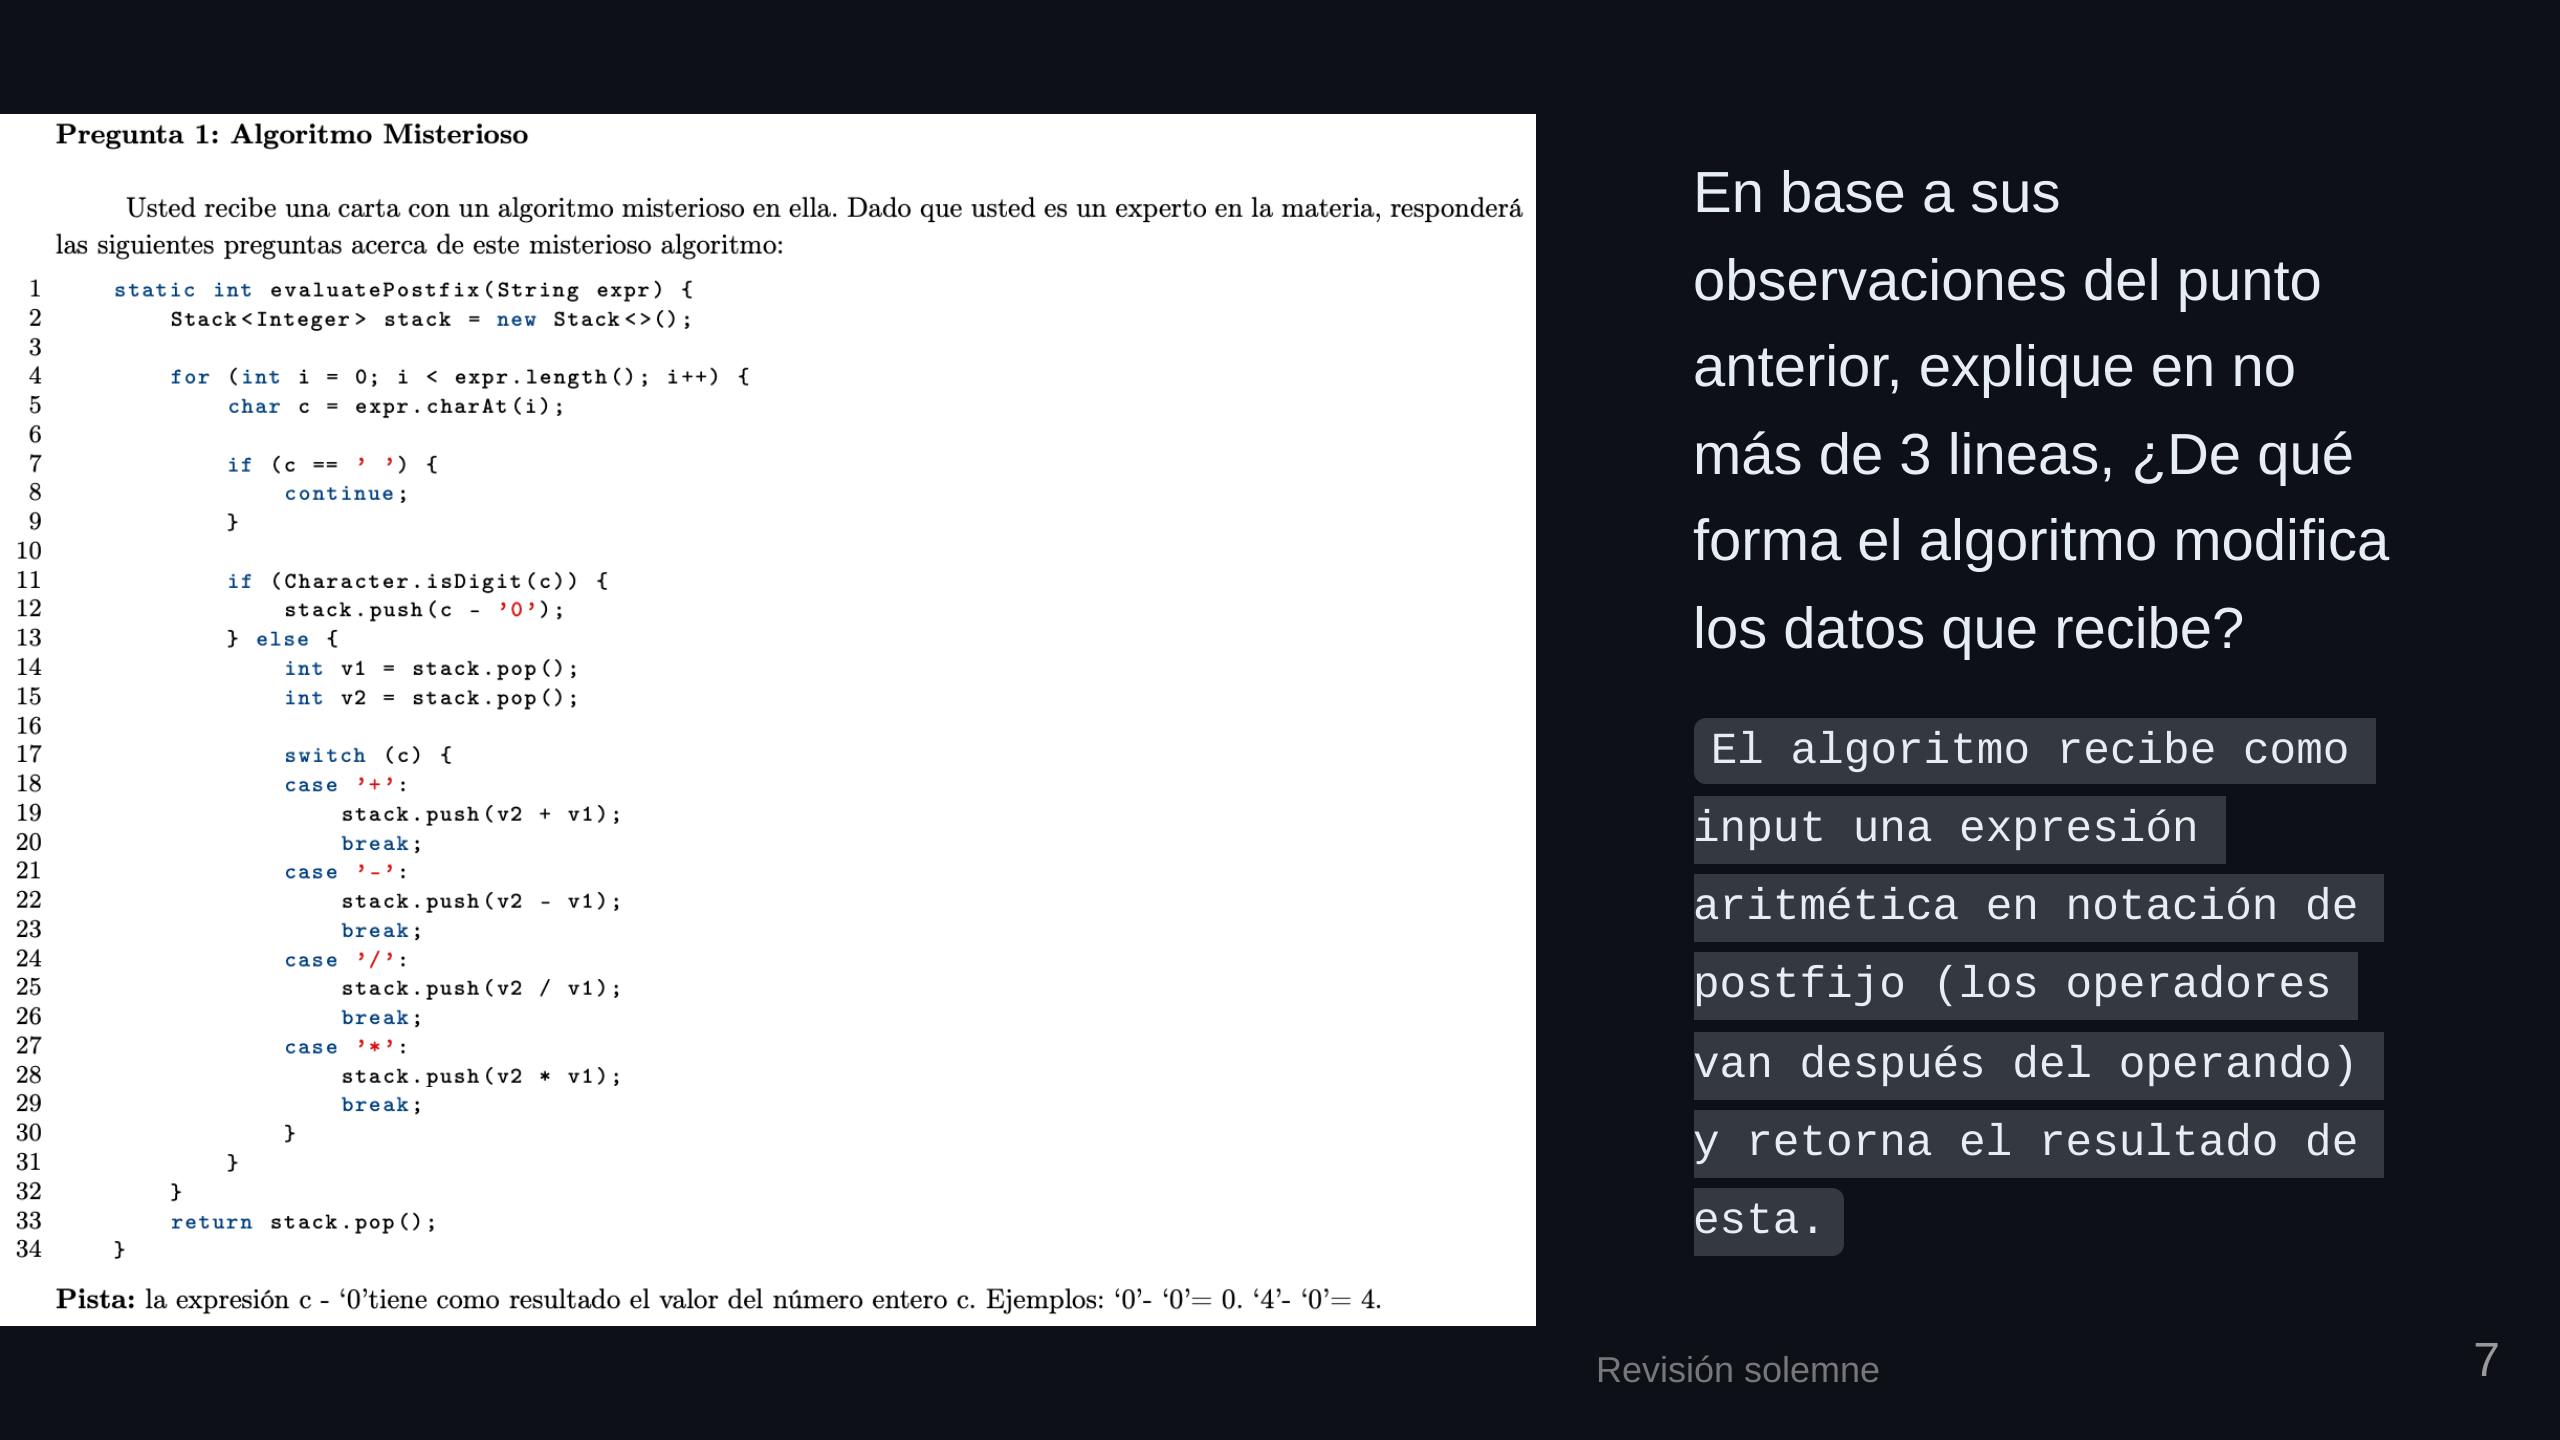 Pregunta 1: Algoritmo Misterioso
Usted recibe una carta con un algoritmo misterioso en ella. Dado que usted es un experto en la materia, responderá
las siguientes preguntas acerca de este misterioso algoritmo:
1 static int evaluatePostfix(String expr) {
2 Stack<Integer> stack = new Stack<>();
3
4 for (int i = 0; i < expr.length(); i++) {
5 char c = expr.charAt(i);
6
7 if (c == ' ') {
8 continue;
9 }
10
11 if (Character.isDigit(c)) {
12 stack.push(c - '0');
13 } else {
14 int v1 = stack.pop();
15 int v2 = stack.pop();
16
17 switch (c) {
18 case '+':
19 stack.push(v2 + v1);
20 break;
21 case '-':
22 stack.push(v2 - v1);
23 break;
24 case '/':
25 stack.push(v2 / v1);
26 break;
27 case '*':
28 stack.push(v2 * v1);
29 break;
30 }
31 }
32 }
33 return stack.pop();
34 }
Pista: la expresión c - ‘0’tiene como resultado el valor del número entero c. Ejemplos: ‘0’- ‘0’= 0. ‘4’- ‘0’= 4.
En base a sus
observaciones del punto
anterior, explique en no
más de 3 lineas, ¿De qué
forma el algoritmo modifica
los datos que recibe?
El algoritmo recibe como
input una expresión
aritmética en notación de
postfijo (los operadores
van después del operando)
y retorna el resultado de
esta.
Revisión solemne
7